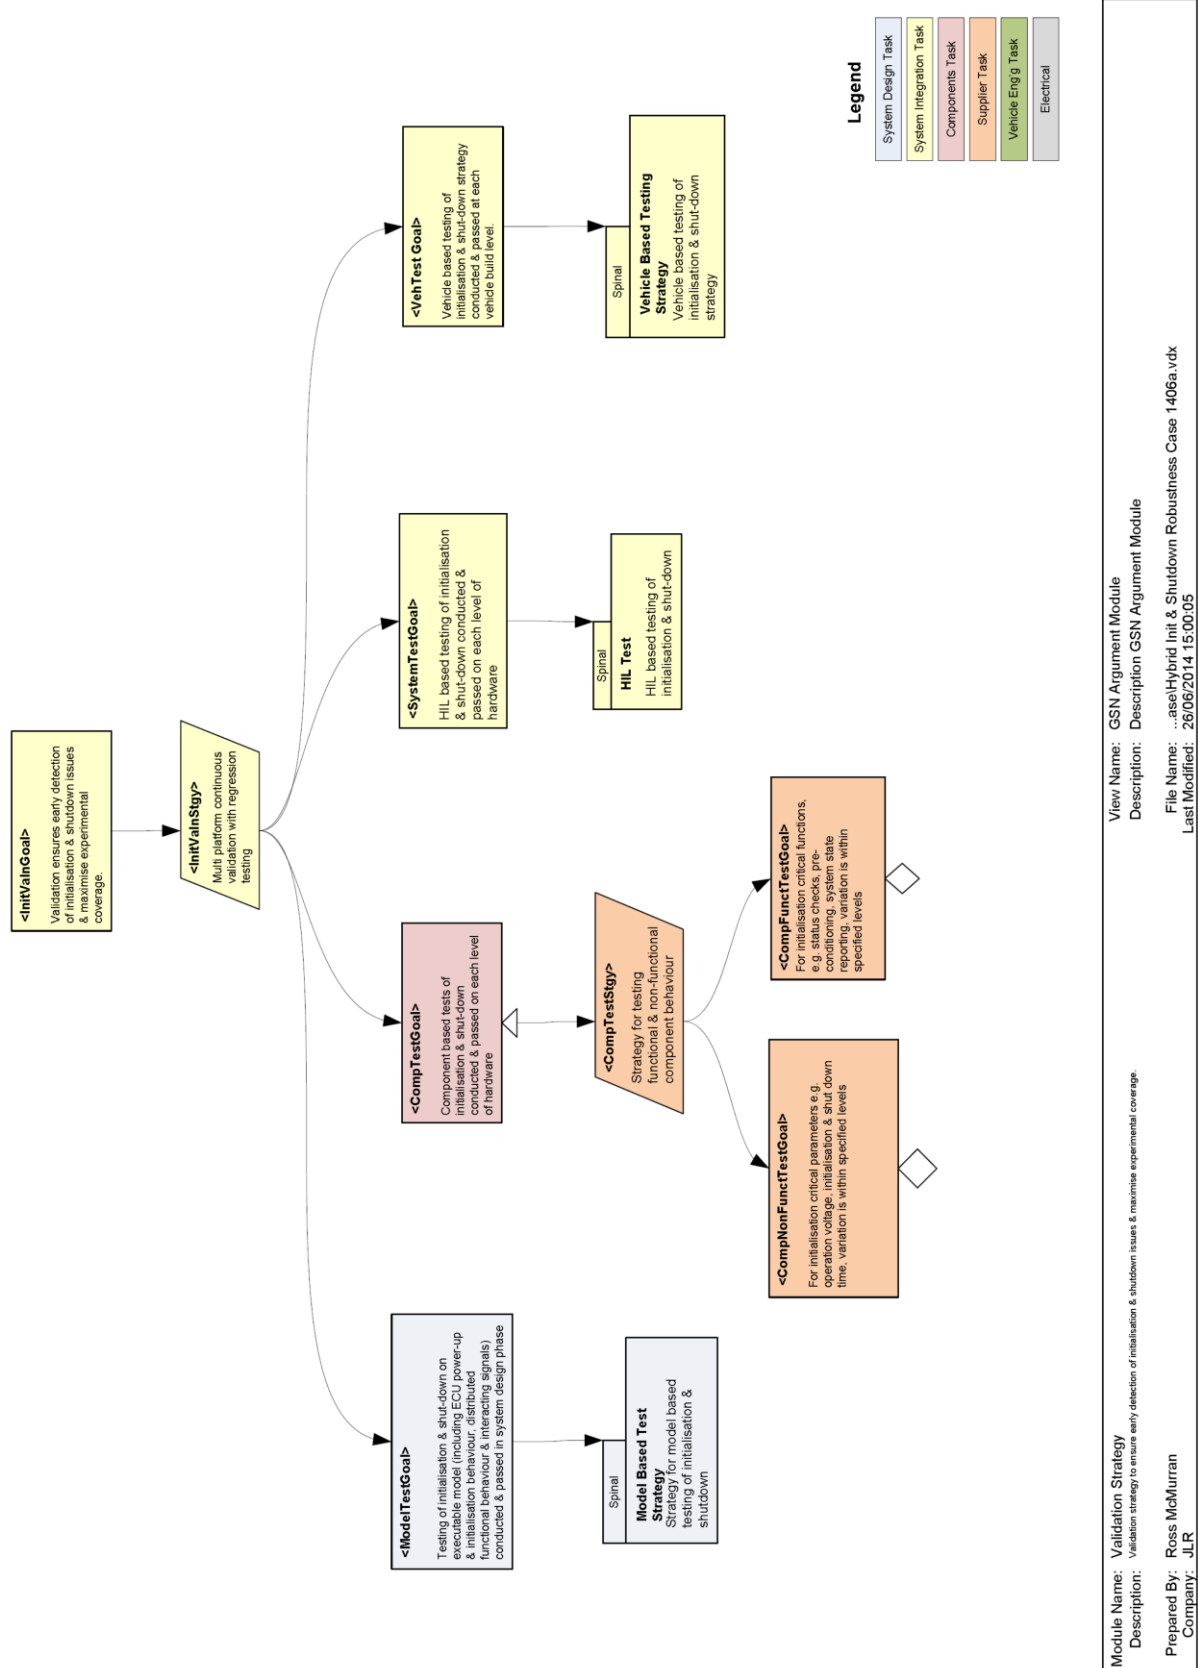 <InitValnGoal>
Validation ensures early detection
of initialisation & shutdown issues
& maximise experimental
coverage.
<InitValnStgy>
Multi platform continuous
validation with regression
testing
<ModelTestGoal>
Testing of initialisation & shut-down on
executable model (including ECU power-up
& initialisation behaviour, distributed
functional behaviour & interacting signals)
conducted & passed in system design phase
<CompTestGoal>
Component based tests of
initialisation & shut-down
conducted & passed on each level
of hardware
<SystemTestGoal>
HIL based testing of initialisation
& shut-down conducted &
passed on each level of
hardware
<VehTest Goal>
Vehicle based testing of
initialisation & shut-down strategy
conducted & passed at each
vehicle build level.
Spinal
Model Based Test
Strategy
Strategy for model based
testing of initialisation &
shutdown
<CompTestStgy>
Strategy for testing
functional & non-functional
component behaviour
Spinal
HIL Test
HIL based testing of
initialisation & shut-down
Spinal
Vehicle Based Testing
Strategy
Vehicle based testing of
initialisation & shut-down
strategy
<CompNonFunctTestGoal>
For initialisation critical parameters e.g.
operation voltage, initialisation & shut down
time, variation is within specified levels
<CompFunctTestGoal>
For initialisation critical functions,
e.g. status checks, pre-
conditioning, system state
reporting, variation is within
specified levels
Legend
System Design Task
System Integration Task
Components Task
Supplier Task
Vehicle Eng'g Task
Electrical
Module Name: Validation Strategy
Description: Validation strategy to ensure early detection of initialisation & shutdown issues & maximise experimental coverage.
Prepared By: Ross McMurran
Company: JLR
View Name: GSN Argument Module
Description: Description GSN Argument Module
File Name: ...ase\Hybrid Init & Shutdown Robustness Case 1406a.vdx
Last Modified: 26/06/2014 15:00:05